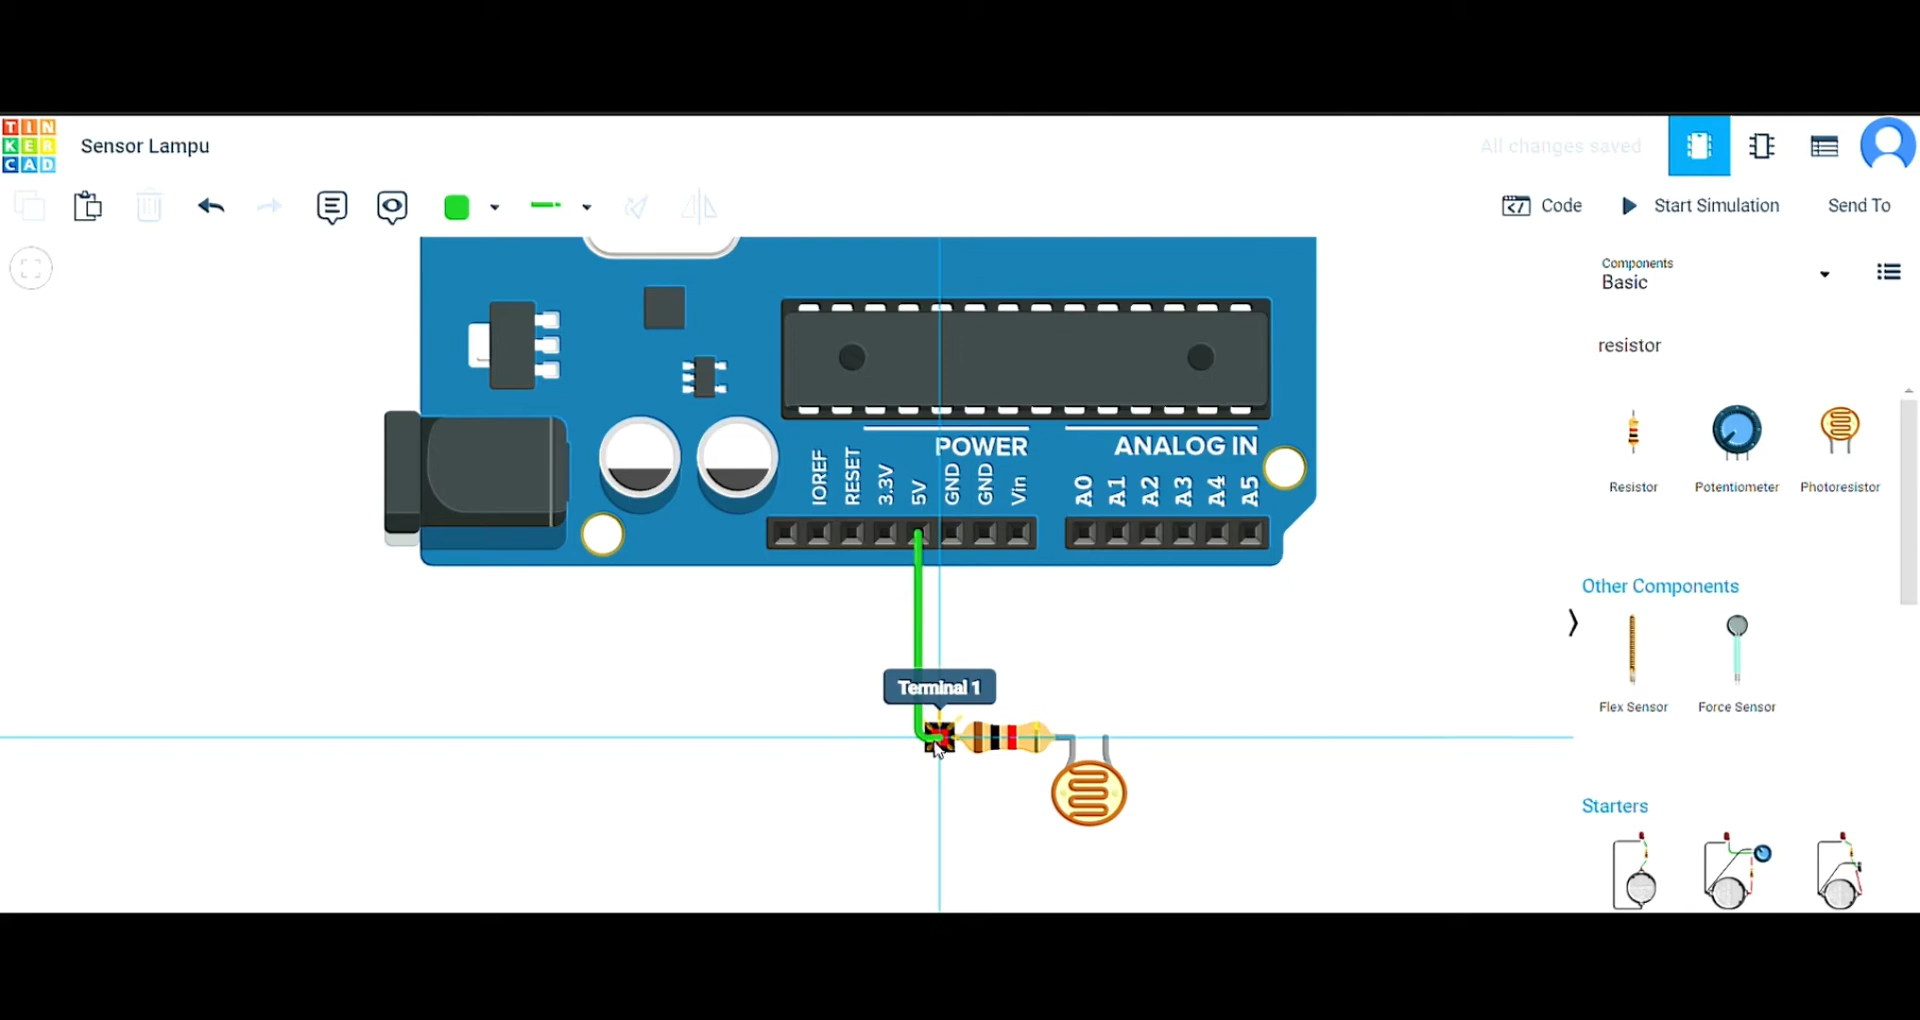 TIN
KER
CAD
Sensor Lampu
All changes saved
Code
Start Simulation
Send To
Components
Basic
resistor
Resistor
Potentiometer
Photoresistor
Other Components
Flex Sensor
Force Sensor
Starters
POWER
ANALOG IN
IOREF
RESET
3.3V
5V
GND
GND
Vin
A0
A1
A2
A3
A4
A5
Terminal 1